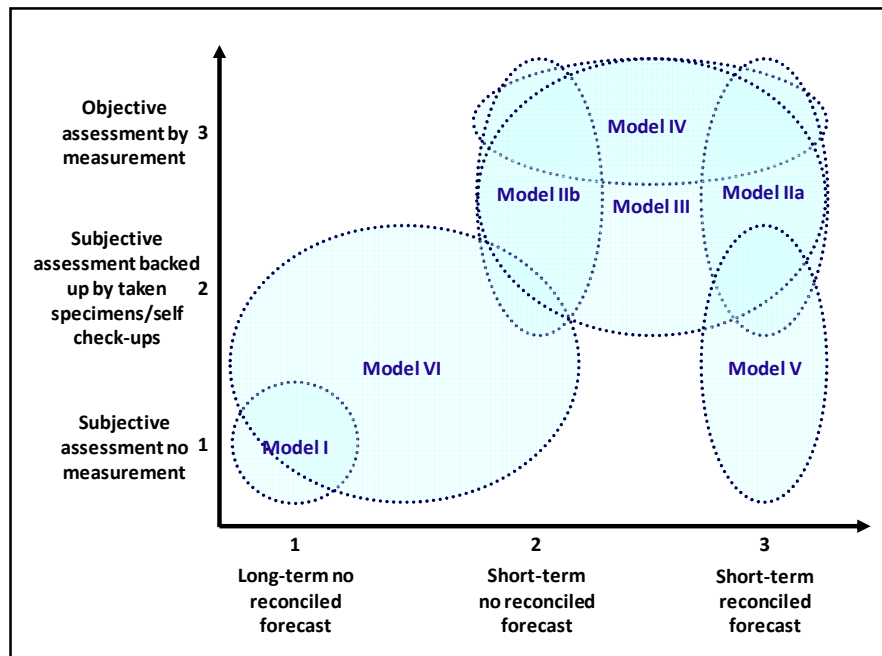 Objective
assessment by
measurement
3
Model IV
Model IIb
Model III
Model IIa
Subjective
assessment backed
up by taken
specimens/self
check-ups
2
Model VI
Model V
Subjective
assessment no
measurement
1
Model I
1
2
3
Long-term no
reconciled
forecast
Short-term
no reconciled
forecast
Short-term
reconciled
forecast